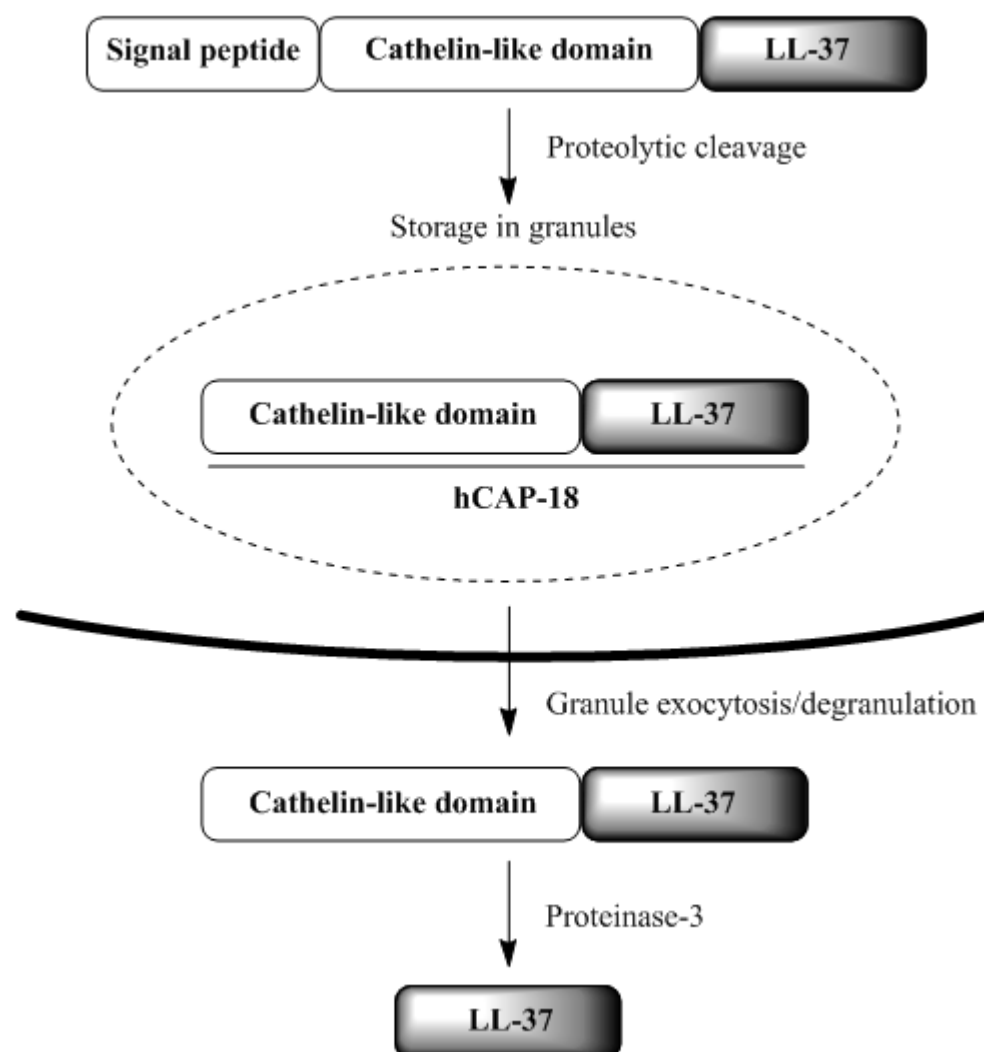 Signal peptide Cathelin-like domain LL-37
Proteolytic cleavage
Storage in granules
Cathelin-like domain LL-37
hCAP-18
Granule exocytosis/degranulation
Cathelin-like domain LL-37
Proteinase-3
LL-37